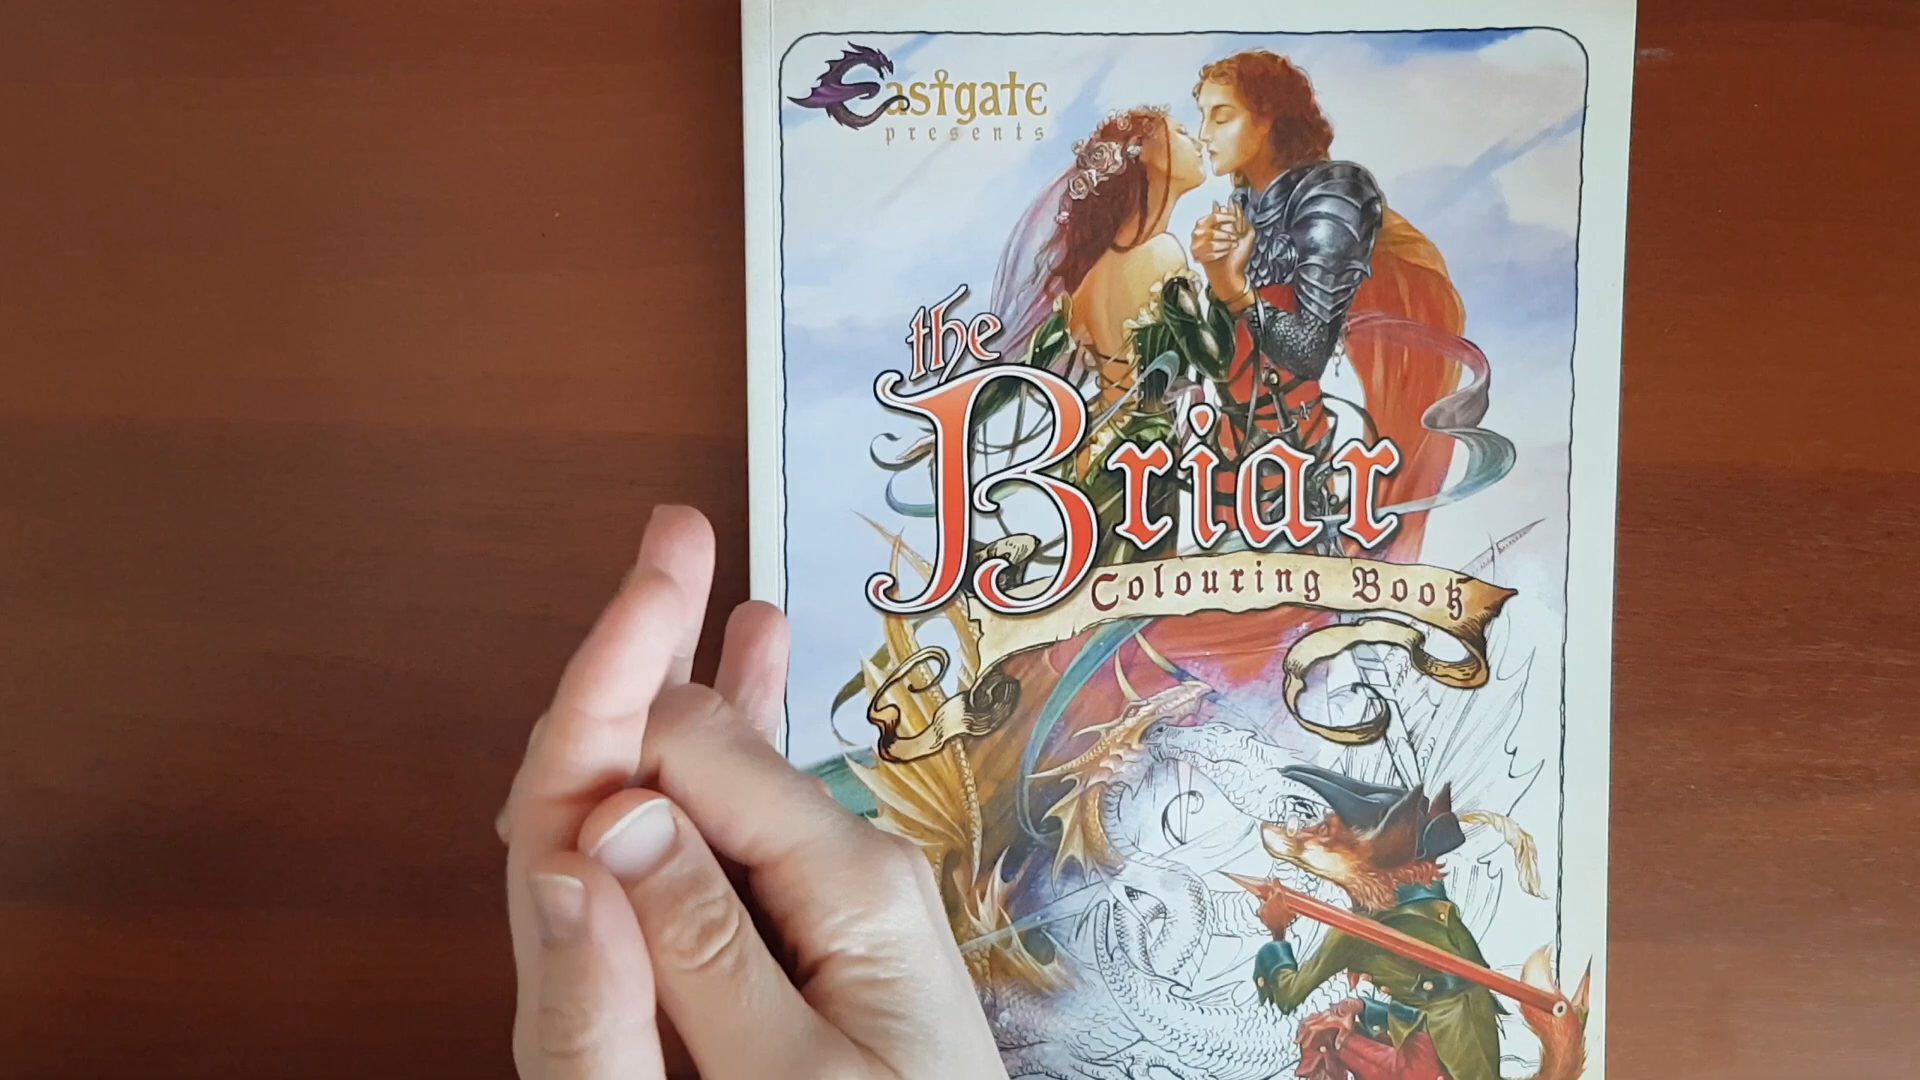 Eastgate
presents
the
Briar
Colouring Book